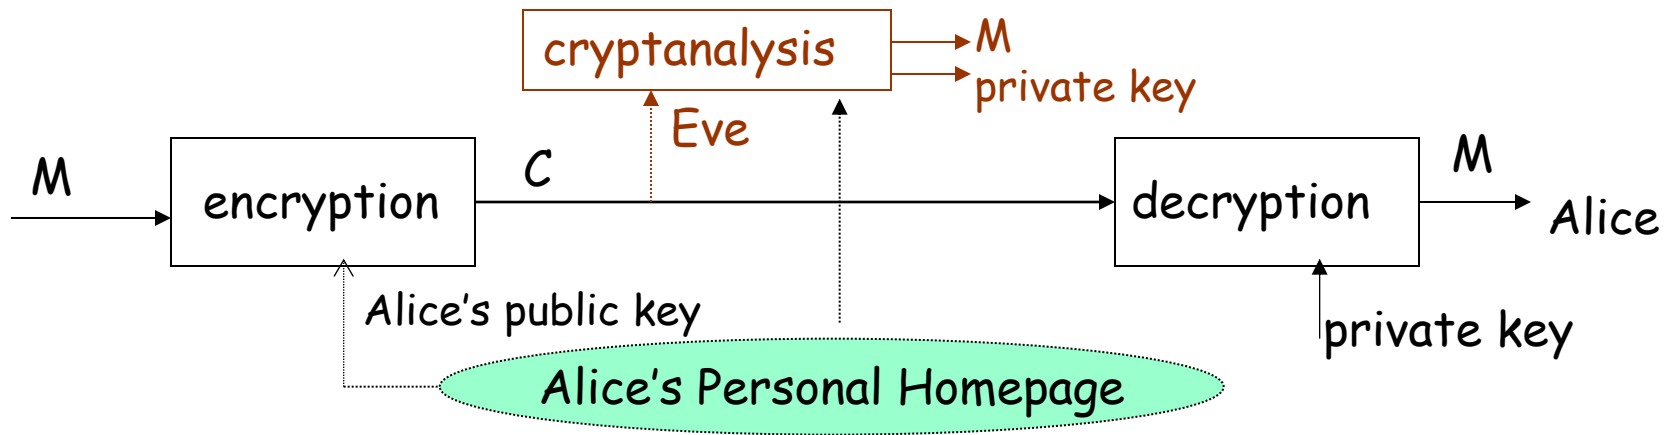 cryptanalysis
M
private key
Eve
M
encryption
C
decryption
M
Alice
Alice's public key
private key
Alice's Personal Homepage